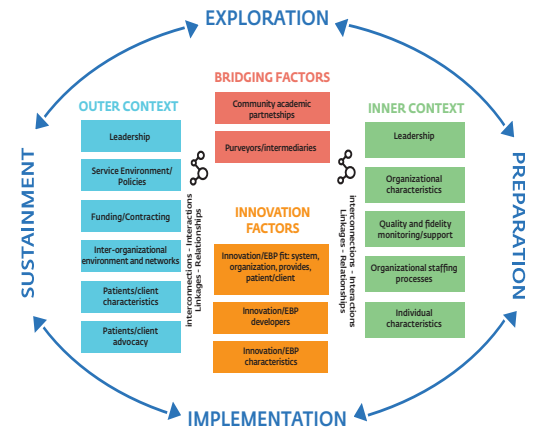 EXPLORATION
BRIDGING FACTORS
Community academic
partnetships
Purveyors/intermediaries
OUTER CONTEXT
Leadership
Service Environment/
Policies
Funding/Contracting
Inter-organizational
environment and networks
Patients/client
characteristics
Patients/client
advocacy
interconnections - Interactions
Linkages - Relationships
INNOVATION
FACTORS
Innovation/EBP fit: system,
organization, provides,
patient/client
Innovation/EBP
developers
Innovation/EBP
characteristics
interconnections - Interactions
Linkages - Relationships
INNER CONTEXT
Leadership
Organizational
characteristics
Quality and fidelity
monitoring/support
Organizational staffing
processes
Individual
characteristics
PREPARATION
IMPLEMENTATION
SUSTAINMENT